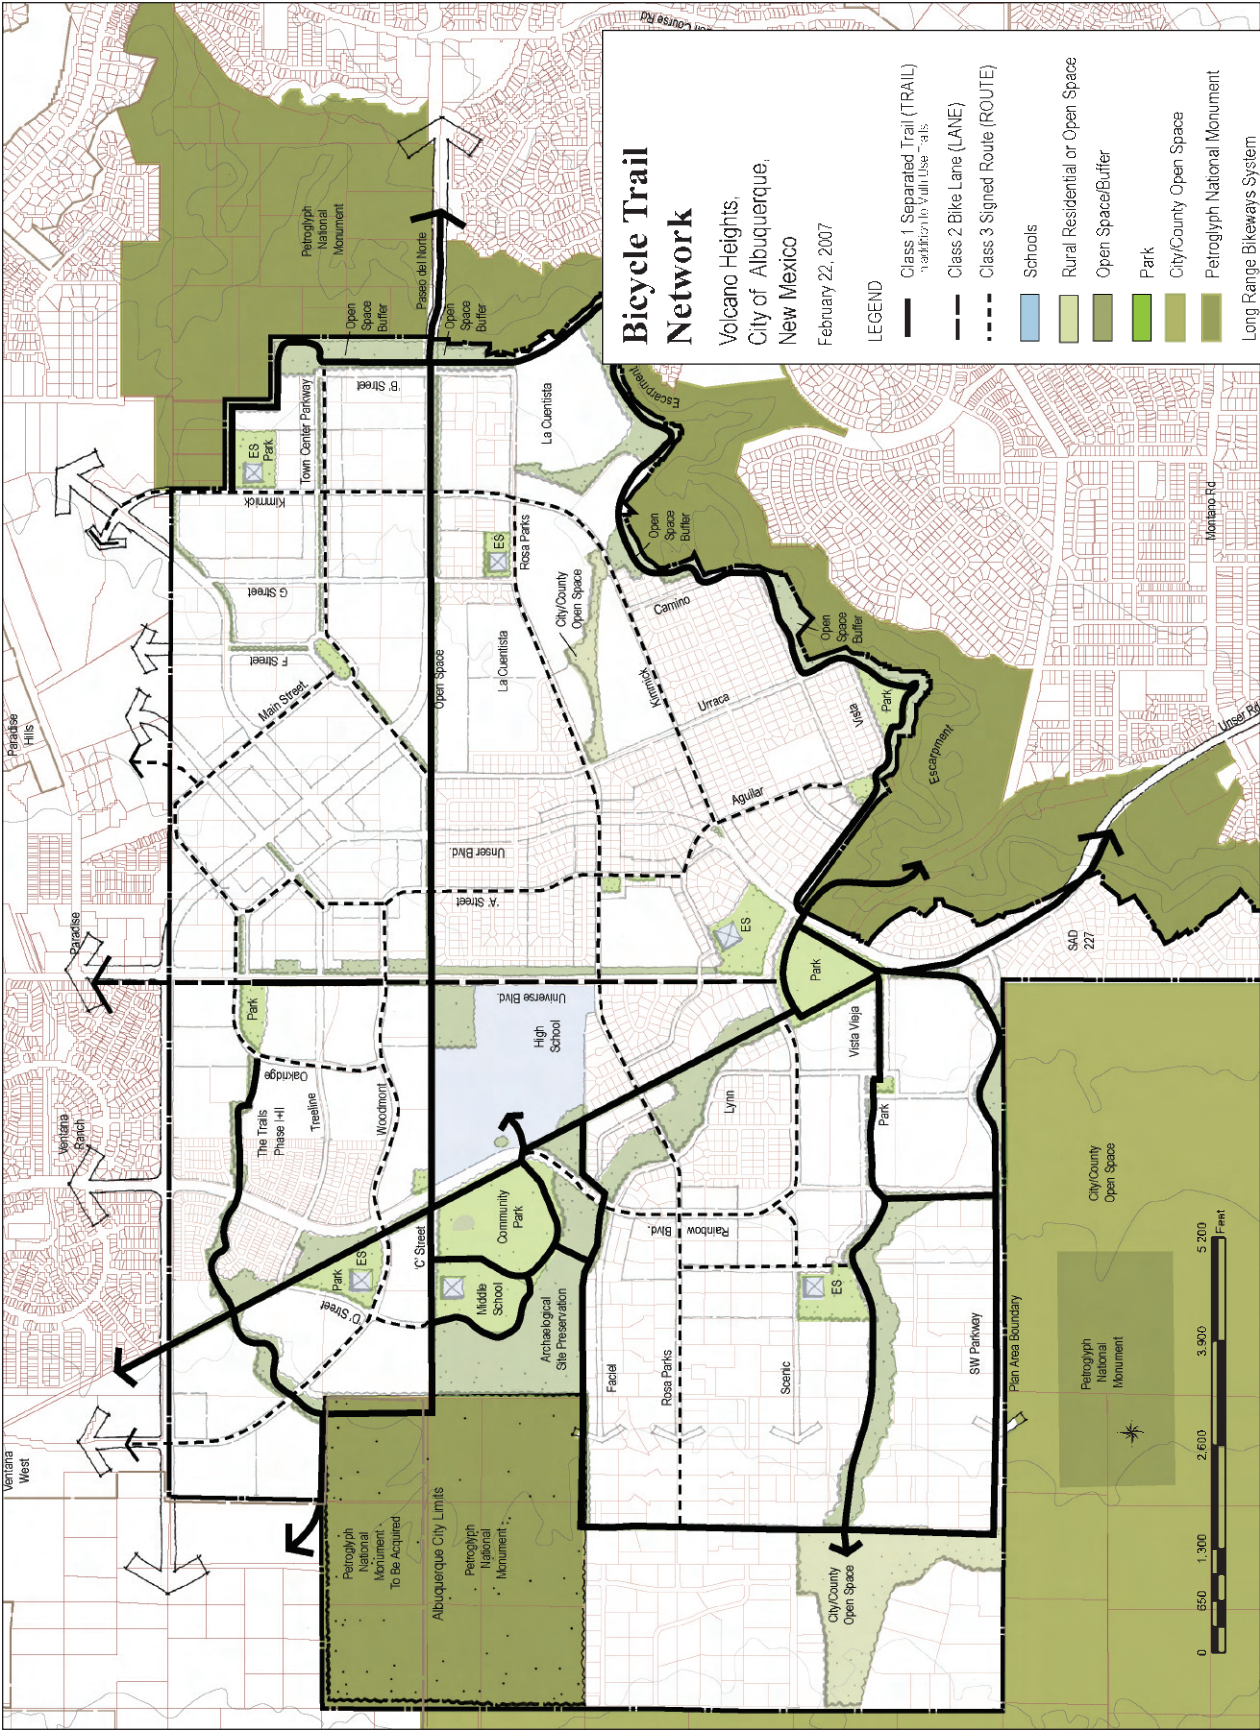 Bicycle Trail
Network
Volcano Heights,
City of Albuquerque,
New Mexico
February 22, 2007
LEGEND
Class 1 Separated Trail (TRAIL)
Class 2 Bike Lane (LANE)
Class 3 Signed Route (ROUTE)
Schools
Rural Residential or Open Space
Open Space/Buffer
Park
City/County Open Space
Petroglyph National Monument
Long Range Bikeways System
Ventana
West
Ventana
Ranch
Paradise
Paradise
Hills
Petroglyph
National
Monument
Paseo del Norte
Open
Space
Buffer
Open
Space
Buffer
'B' Street
Town Center Parkway
ES
Park
Kimmick
G Street
F Street
Main Street
Open Space
La Cuentista
Escarpment
Rosa Parks
ES
City/County
Open Space
La Cuentista
Open
Space
Buffer
Camino
Kimmick
Urraca
Open
Space
Buffer
Vista
Park
Escarpment
Aguilar
Unser Blvd.
'A' Street
ES
Park
Universe Blvd.
High
School
Park
Oakridge
The Trails
Phase I+II
Treeline
Woodmont
Park
ES
'D' Street
'C' Street
Community
Park
Middle
School
Archaelogical
Site Preservation
Petroglyph
National
Monument
To Be Acquired
Albuquerque City Limits
Petroglyph
National
Monument
Faciel
Rosa Parks
Rainbow Blvd.
Lynn
Vista Vieja
Park
ES
Scenic
SW Parkway
City/County
Open Space
Plan Area Boundary
Petroglyph
National
Monument
City/County
Open Space
SAD
227
Unser Rd
Montano Rd
0 650 1,300 2,600 3,900 5,200
Feet